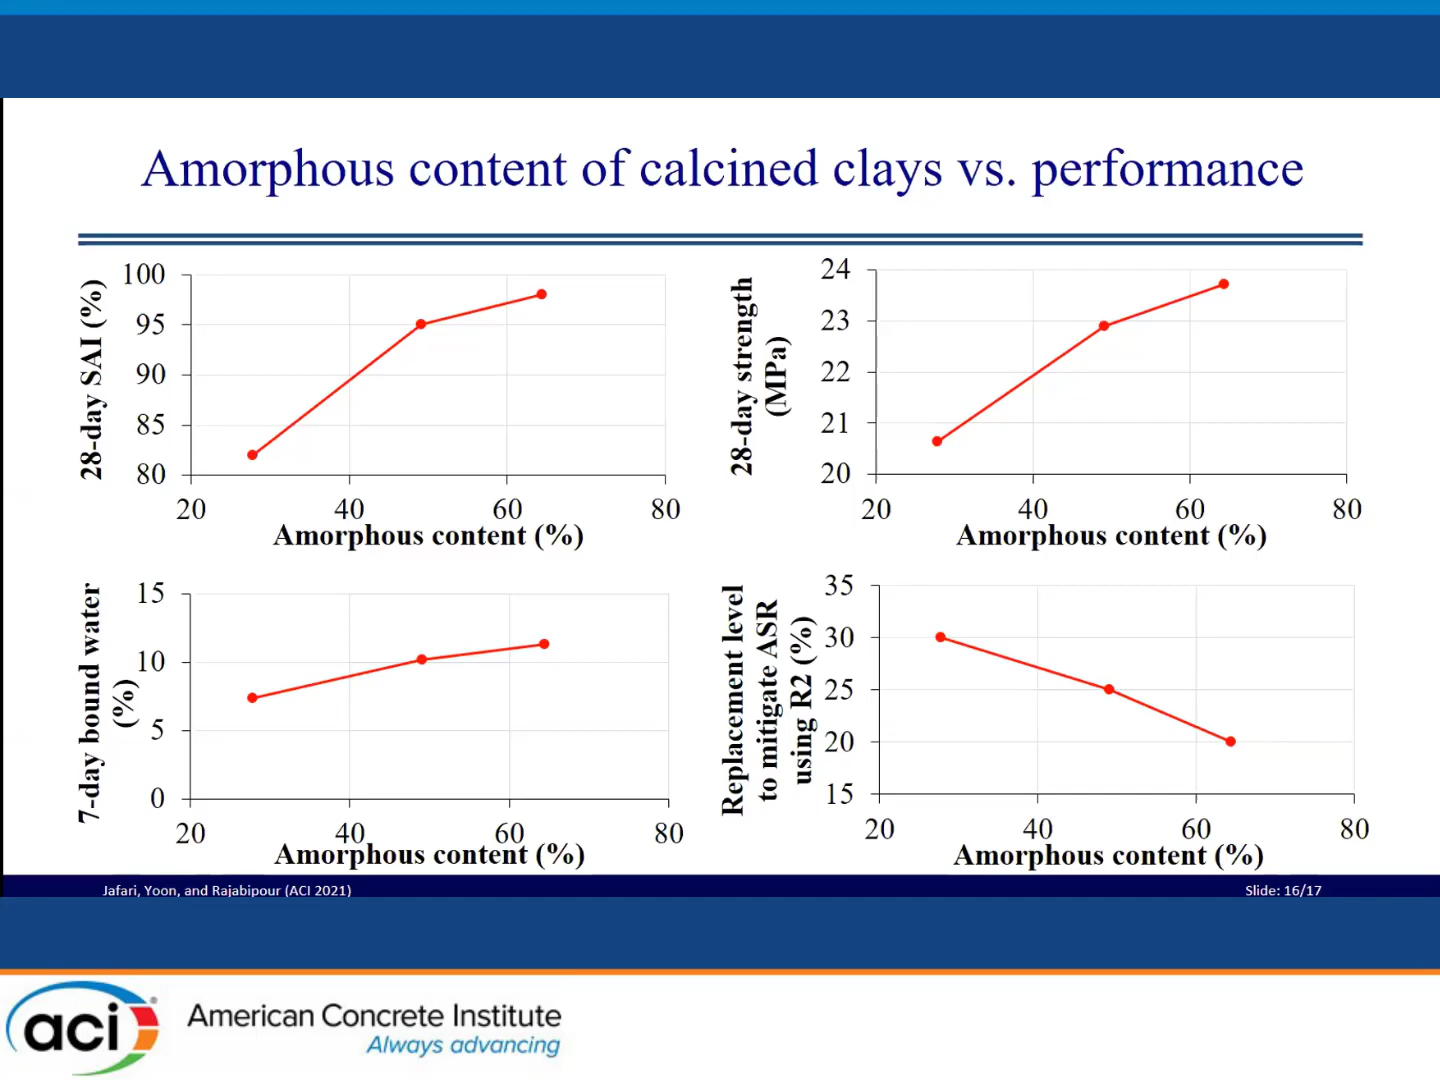 Amorphous content of calcined clays vs. performance
28-day SAI (%)
100
95
90
85
80
20 40 60 80
Amorphous content (%)
28-day strength
(MPa)
24
23
22
21
20
20 40 60 80
Amorphous content (%)
7-day bound water
(%)
15
10
5
0
20 40 60 80
Amorphous content (%)
Replacement level
to mitigate ASR
using R2 (%)
35
30
25
20
15
20 40 60 80
Amorphous content (%)
Jafari, Yoon, and Rajabipour (ACI 2021)
Slide: 16/17
aci
American Concrete Institute
Always advancing